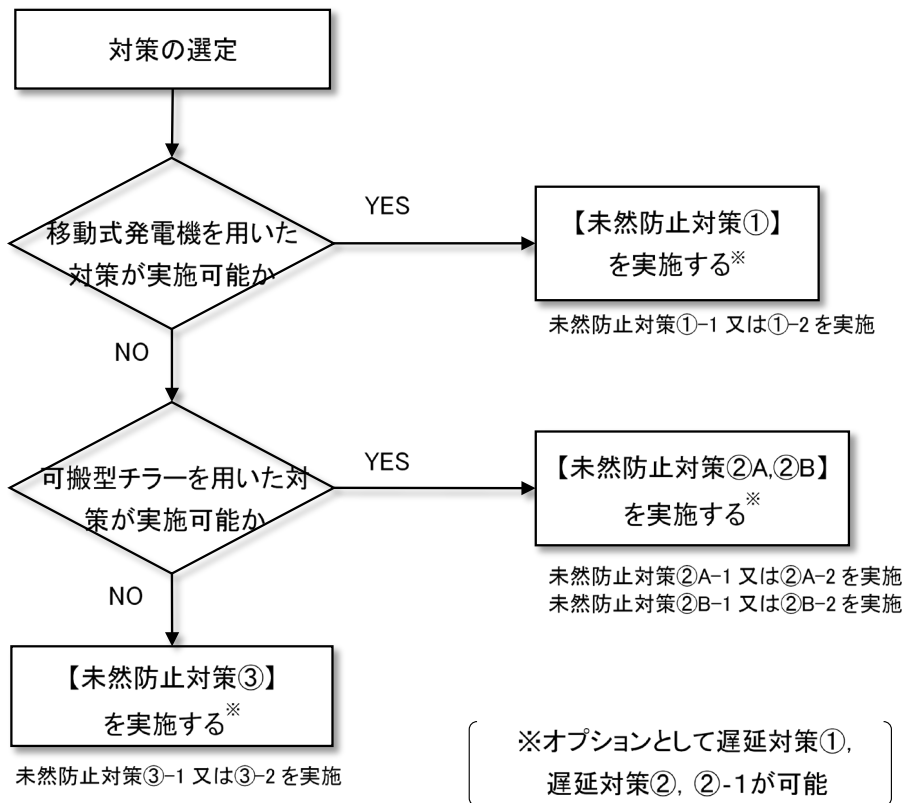 対策の選定
移動式発電機を用いた
対策が実施可能か
YES
【未然防止対策①】
を実施する※
未然防止対策①-1 又は①-2 を実施
NO
可搬型チラーを用いた対
策が実施可能か
YES
【未然防止対策②A,②B】
を実施する※
未然防止対策②A-1 又は②A-2 を実施
未然防止対策②B-1 又は②B-2 を実施
NO
【未然防止対策③】
を実施する※
未然防止対策③-1 又は③-2 を実施
※オプションとして遅延対策①,
遅延対策②, ②-1が可能